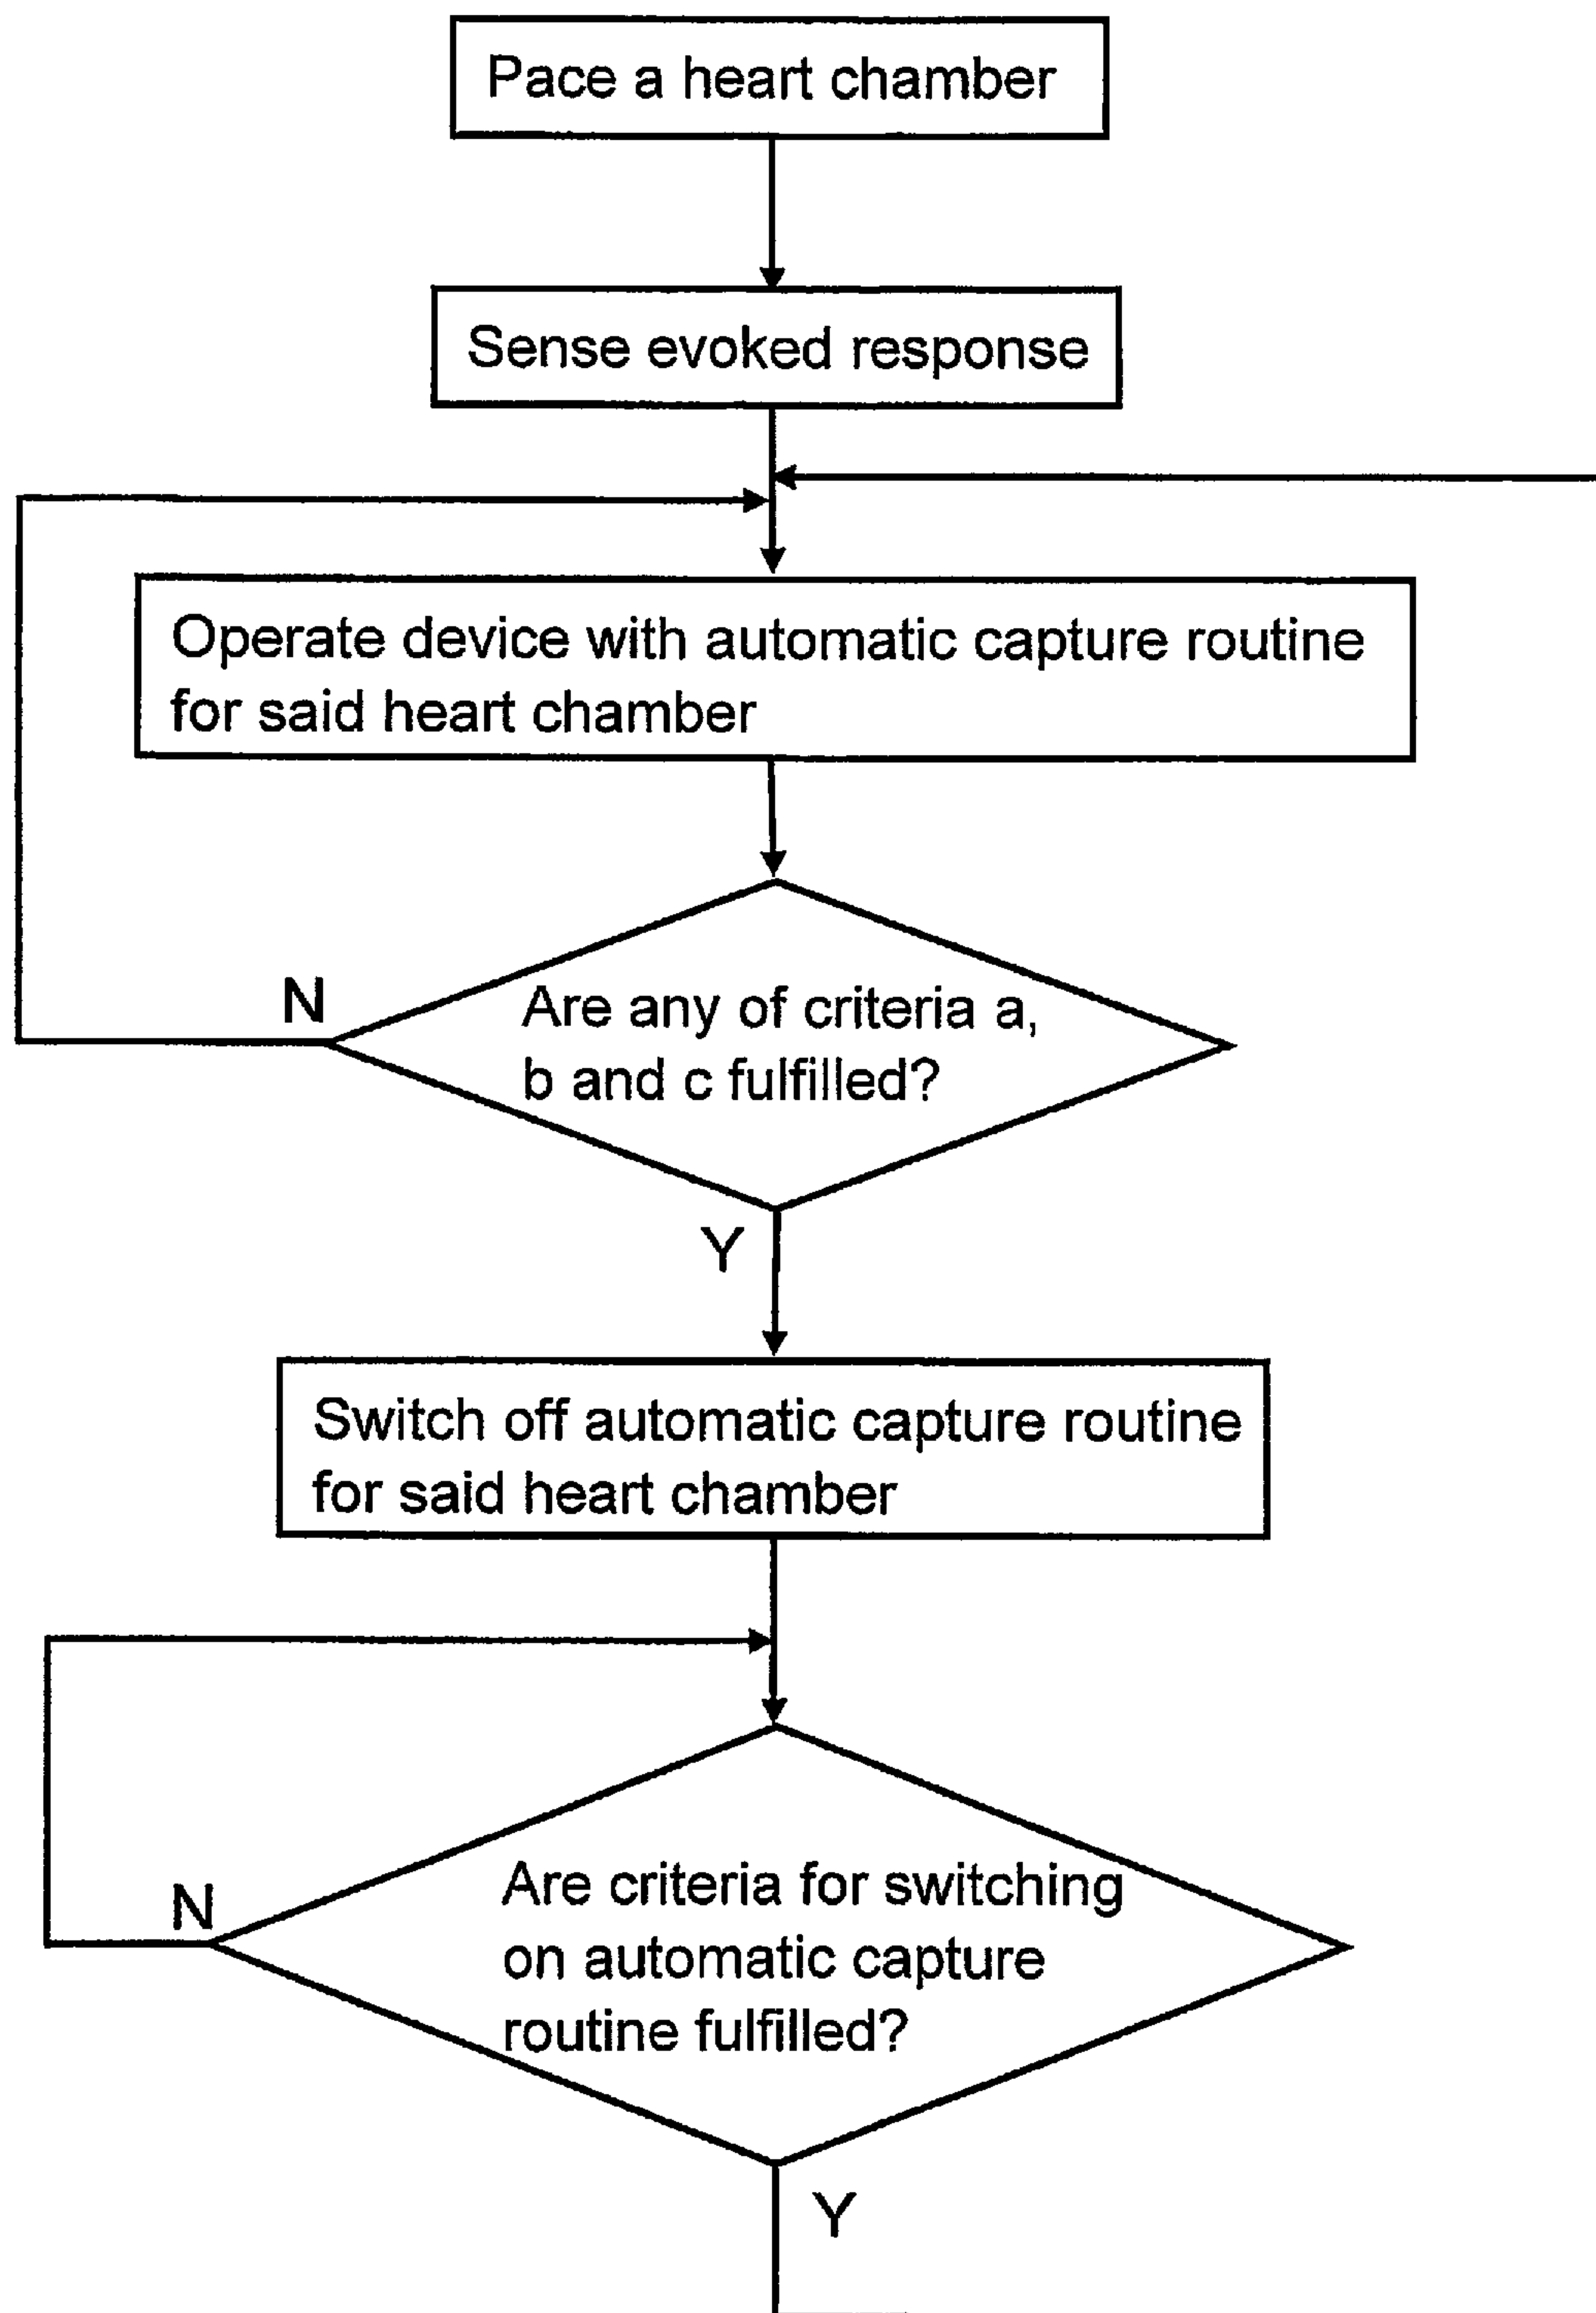 Pace a heart chamber
Sense evoked response
Operate device with automatic capture routine
for said heart chamber
N
Are any of criteria a,
b and c fulfilled?
Y
Switch off automatic capture routine
for said heart chamber
N
Are criteria for switching
on automatic capture
routine fulfilled?
Y